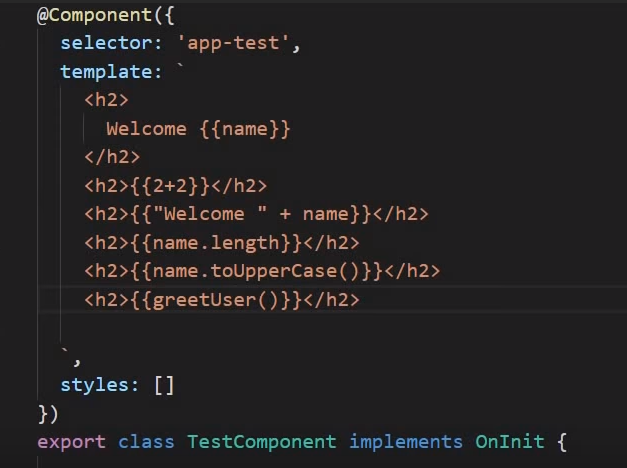 @Component({
  selector: 'app-test',
  template: `
    <h2>
      Welcome {{name}}
    </h2>
    <h2>{{2+2}}</h2>
    <h2>{{"Welcome " + name}}</h2>
    <h2>{{name.length}}</h2>
    <h2>{{name.toUpperCase()}}</h2>
    <h2>{{greetUser()}}</h2>
  `,
  styles: []
})
export class TestComponent implements OnInit {